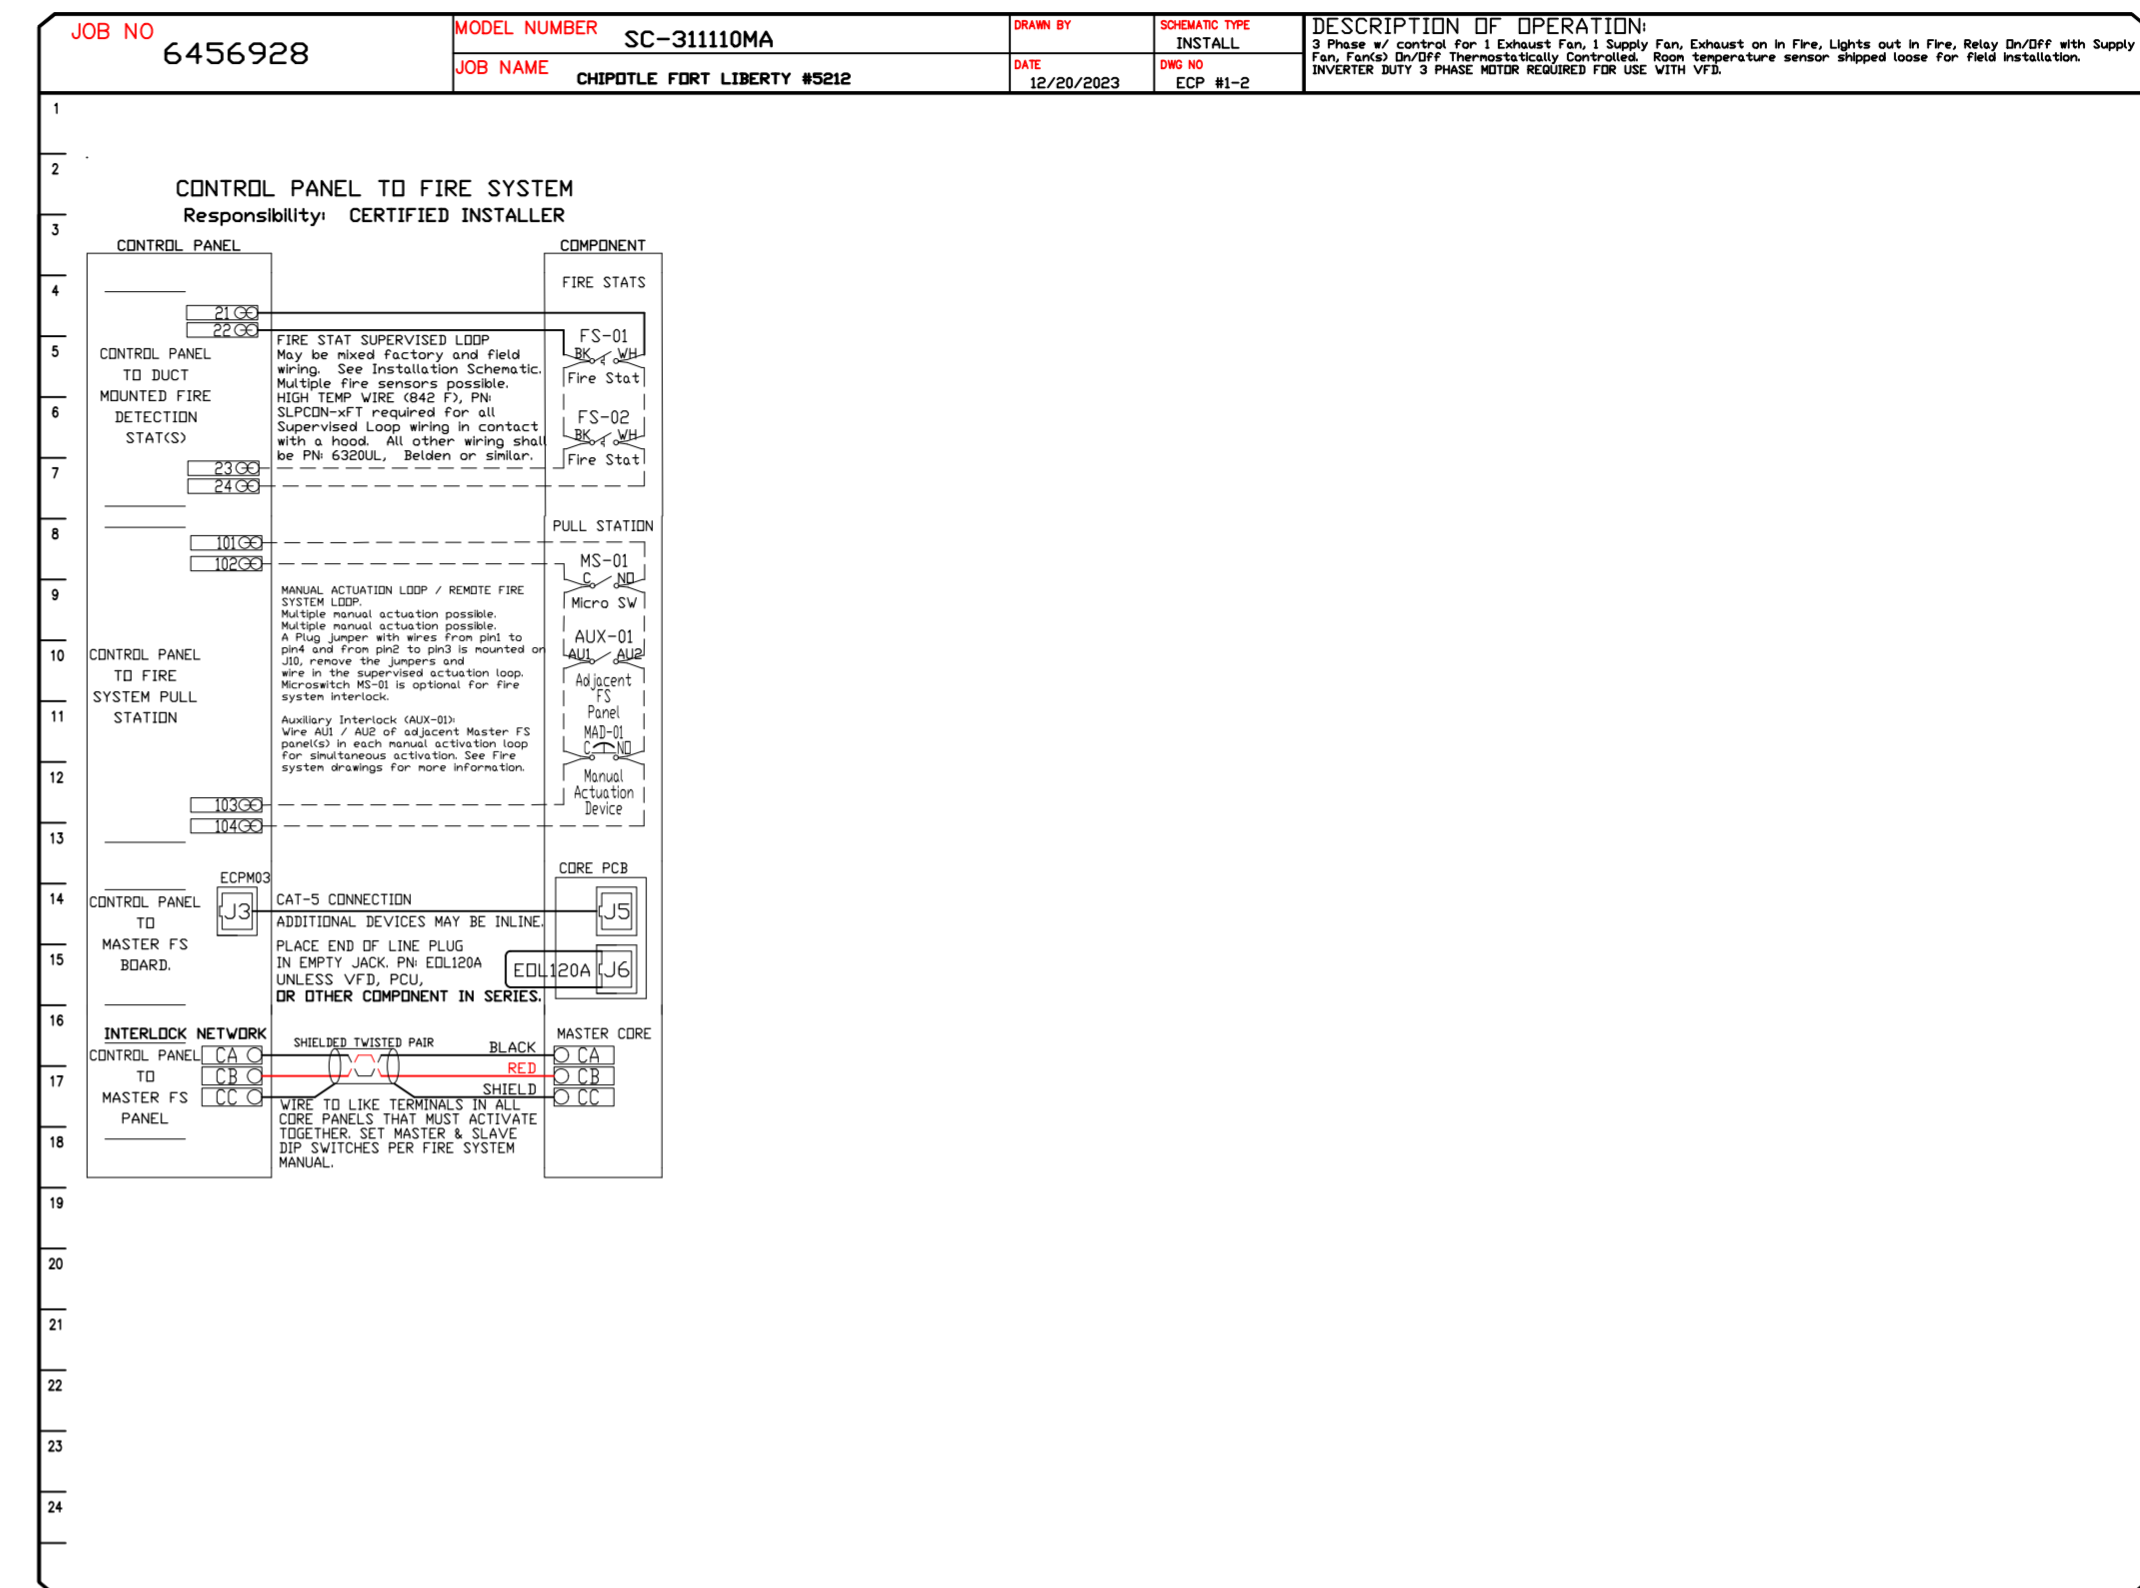 JOB NO
6456928
MODEL NUMBER
SC-311110MA
JOB NAME
CHIPOTLE FORT LIBERTY #5212
DRAWN BY
DATE
12/20/2023
SCHEMATIC TYPE
INSTALL
DWG NO
ECP #1-2
DESCRIPTION OF OPERATION:
3 Phase w/ control for 1 Exhaust Fan, 1 Supply Fan, Exhaust on in Fire, Lights out in Fire, Relay On/Off with Supply
Fan, Fan(s) On/Off Thermostatically Controlled. Room temperature sensor shipped loose for field installation.
INVERTER DUTY 3 PHASE MOTOR REQUIRED FOR USE WITH VFD.
1
2
3
4
5
6
7
8
9
10
11
12
13
14
15
16
17
18
19
20
21
22
23
24
CONTROL PANEL TO FIRE SYSTEM
Responsibility: CERTIFIED INSTALLER
CONTROL PANEL
COMPONENT
FIRE STATS
21
22
CONTROL PANEL
TO DUCT
MOUNTED FIRE
DETECTION
STAT(S)
23
24
FIRE STAT SUPERVISED LOOP
May be mixed factory and field
wiring. See Installation Schematic.
Multiple fire sensors possible.
HIGH TEMP WIRE (842 F), PN:
SLPCON-xFT required for all
Supervised Loop wiring in contact
with a hood. All other wiring shall
be PN: 6320UL, Belden or similar.
FS-01
BK WH
Fire Stat
FS-02
BK WH
Fire Stat
PULL STATION
101
102
CONTROL PANEL
TO FIRE
SYSTEM PULL
STATION
103
104
MANUAL ACTUATION LOOP / REMOTE FIRE
SYSTEM LOOP.
Multiple manual actuation possible.
Multiple manual actuation possible.
A Plug jumper with wires from pin1 to
pin4 and from pin2 to pin3 is mounted on
J10, remove the jumpers and
wire in the supervised actuation loop.
Microswitch MS-01 is optional for fire
system interlock.
Auxiliary Interlock (AUX-01):
Wire AU1 / AU2 of adjacent Master FS
panel(s) in each manual activation loop
for simultaneous activation. See Fire
system drawings for more information.
MS-01
C NO
Micro SW
AUX-01
AU1 AU2
Adjacent
FS
Panel
MAD-01
C NO
Manual
Actuation
Device
ECPM03
J3
CONTROL PANEL
TO
MASTER FS
BOARD.
CAT-5 CONNECTION
ADDITIONAL DEVICES MAY BE INLINE.
PLACE END OF LINE PLUG
IN EMPTY JACK. PN: EOL120A
UNLESS VFD, PCU,
OR OTHER COMPONENT IN SERIES.
CORE PCB
J5
EOL120A J6
INTERLOCK NETWORK
CONTROL PANEL
TO
MASTER FS
PANEL
CA
CB
CC
SHIELDED TWISTED PAIR
BLACK
RED
SHIELD
MASTER CORE
CA
CB
CC
WIRE TO LIKE TERMINALS IN ALL
CORE PANELS THAT MUST ACTIVATE
TOGETHER. SET MASTER & SLAVE
DIP SWITCHES PER FIRE SYSTEM
MANUAL.